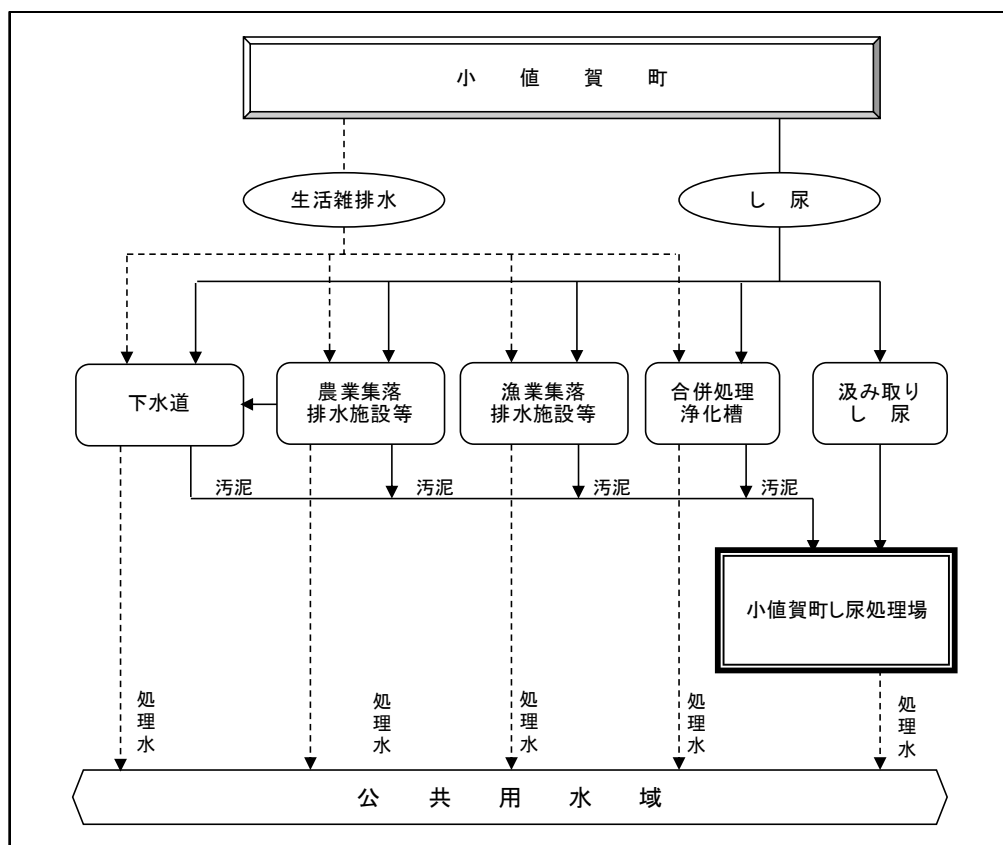 小値賀町
生活雑排水
し尿
下水道
農業集落
排水施設等
漁業集落
排水施設等
合併処理
浄化槽
汲み取り
し尿
汚泥
汚泥
汚泥
汚泥
小値賀町し尿処理場
処理水
処理水
処理水
処理水
処理水
公共用水域